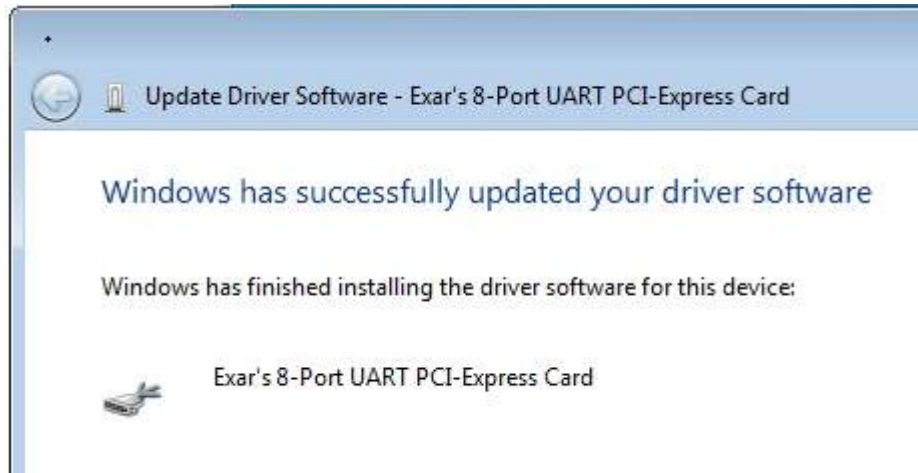 Update Driver Software - Exar's 8-Port UART PCI-Express Card
Windows has successfully updated your driver software
Windows has finished installing the driver software for this device:
Exar's 8-Port UART PCI-Express Card